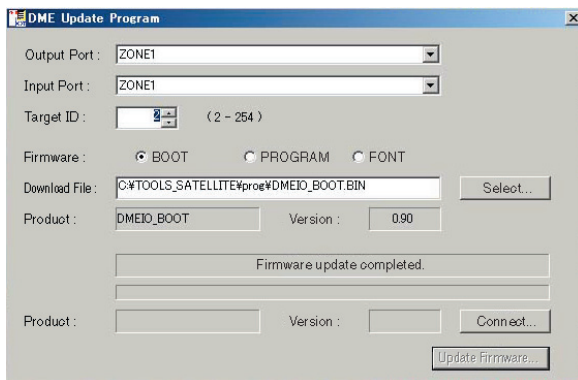 DME Update Program
Output Port : ZONE1
Input Port : ZONE1
Target ID : 2 ( 2 - 254 )
Firmware : BOOT PROGRAM FONT
Download File : C:¥TOOLS_SATELLITE¥prog¥DMEIO_BOOT.BIN Select...
Product : DMEIO_BOOT Version : 0.90
Firmware update completed.
Product : Version : Connect...
Update Firmware...